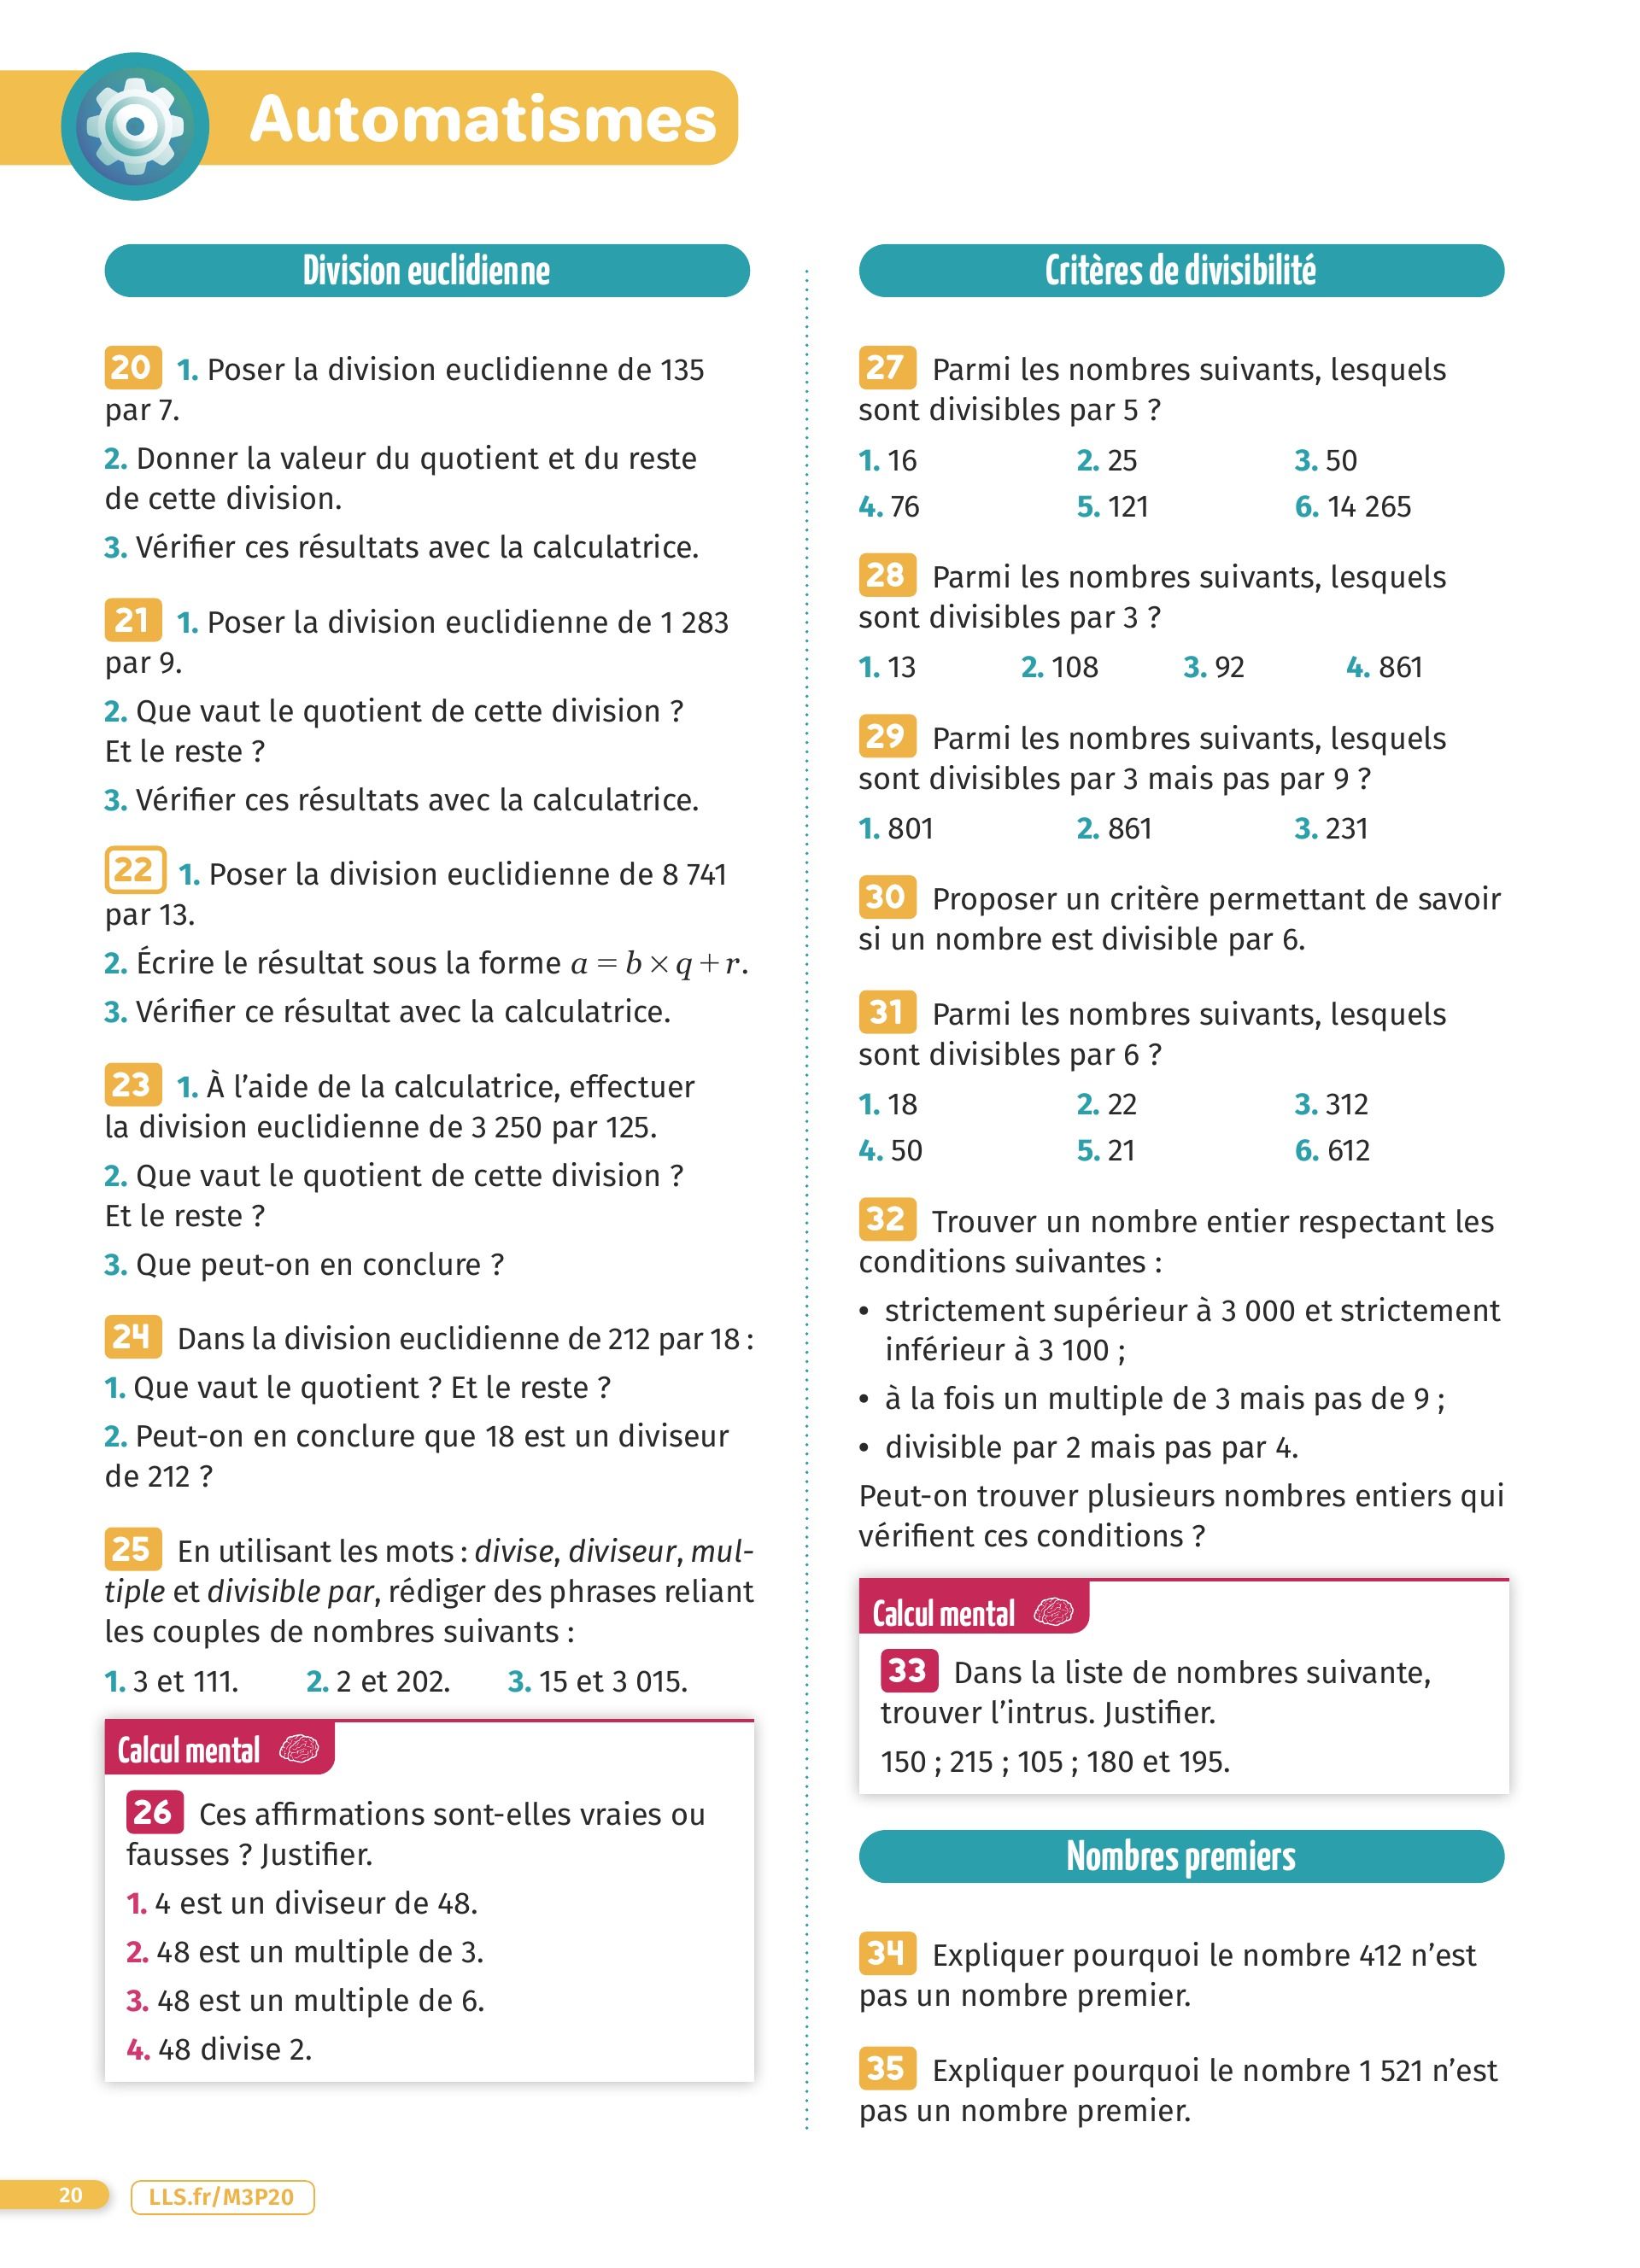 Automatismes
Division euclidienne
20 1. Poser la division euclidienne de 135
par 7.
2. Donner la valeur du quotient et du reste
de cette division.
3. Vérifier ces résultats avec la calculatrice.
21 1. Poser la division euclidienne de 1 283
par 9.
2. Que vaut le quotient de cette division ?
Et le reste ?
3. Vérifier ces résultats avec la calculatrice.
22 1. Poser la division euclidienne de 8 741
par 13.
2. Écrire le résultat sous la forme a = b × q + r.
3. Vérifier ce résultat avec la calculatrice.
23 1. À l’aide de la calculatrice, effectuer
la division euclidienne de 3 250 par 125.
2. Que vaut le quotient de cette division ?
Et le reste ?
3. Que peut-on en conclure ?
24 Dans la division euclidienne de 212 par 18 :
1. Que vaut le quotient ? Et le reste ?
2. Peut-on en conclure que 18 est un diviseur
de 212 ?
25 En utilisant les mots : divise, diviseur, mul-
tiple et divisible par, rédiger des phrases reliant
les couples de nombres suivants :
1. 3 et 111. 2. 2 et 202. 3. 15 et 3 015.
Calcul mental
26 Ces affirmations sont-elles vraies ou
fausses ? Justifier.
1. 4 est un diviseur de 48.
2. 48 est un multiple de 3.
3. 48 est un multiple de 6.
4. 48 divise 2.
Critères de divisibilité
27 Parmi les nombres suivants, lesquels
sont divisibles par 5 ?
1. 16 2. 25 3. 50
4. 76 5. 121 6. 14 265
28 Parmi les nombres suivants, lesquels
sont divisibles par 3 ?
1. 13 2. 108 3. 92 4. 861
29 Parmi les nombres suivants, lesquels
sont divisibles par 3 mais pas par 9 ?
1. 801 2. 861 3. 231
30 Proposer un critère permettant de savoir
si un nombre est divisible par 6.
31 Parmi les nombres suivants, lesquels
sont divisibles par 6 ?
1. 18 2. 22 3. 312
4. 50 5. 21 6. 612
32 Trouver un nombre entier respectant les
conditions suivantes :
• strictement supérieur à 3 000 et strictement
inférieur à 3 100 ;
• à la fois un multiple de 3 mais pas de 9 ;
• divisible par 2 mais pas par 4.
Peut-on trouver plusieurs nombres entiers qui
vérifient ces conditions ?
Calcul mental
33 Dans la liste de nombres suivante,
trouver l’intrus. Justifier.
150 ; 215 ; 105 ; 180 et 195.
Nombres premiers
34 Expliquer pourquoi le nombre 412 n’est
pas un nombre premier.
35 Expliquer pourquoi le nombre 1 521 n’est
pas un nombre premier.
20 LLS.fr/M3P20